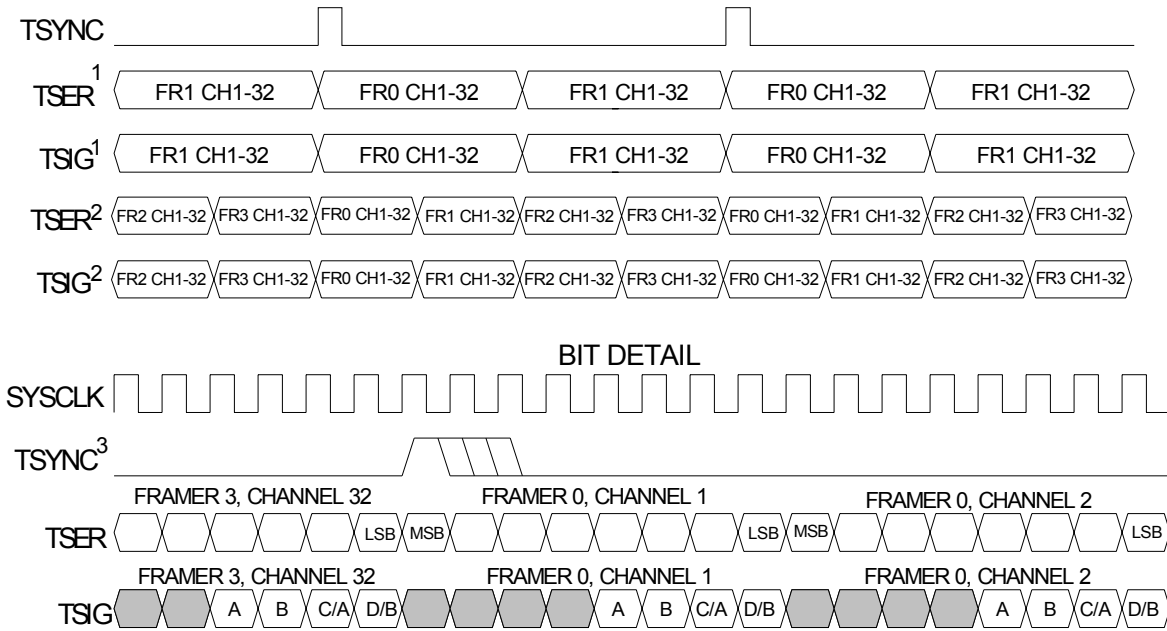 TSYNC
TSER1 FR1 CH1-32 FR0 CH1-32 FR1 CH1-32 FR0 CH1-32 FR1 CH1-32
TSIG1 FR1 CH1-32 FR0 CH1-32 FR1 CH1-32 FR0 CH1-32 FR1 CH1-32
TSER2 FR2 CH1-32 FR3 CH1-32 FR0 CH1-32 FR1 CH1-32 FR2 CH1-32 FR3 CH1-32 FR0 CH1-32 FR1 CH1-32 FR2 CH1-32 FR3 CH1-32
TSIG2 FR2 CH1-32 FR3 CH1-32 FR0 CH1-32 FR1 CH1-32 FR2 CH1-32 FR3 CH1-32 FR0 CH1-32 FR1 CH1-32 FR2 CH1-32 FR3 CH1-32
BIT DETAIL
SYSCLK
TSYNC3
FRAMER 3, CHANNEL 32 FRAMER 0, CHANNEL 1 FRAMER 0, CHANNEL 2
TSER LSB MSB LSB MSB LSB
FRAMER 3, CHANNEL 32 FRAMER 0, CHANNEL 1 FRAMER 0, CHANNEL 2
TSIG A B C/A D/B A B C/A D/B A B C/A D/B